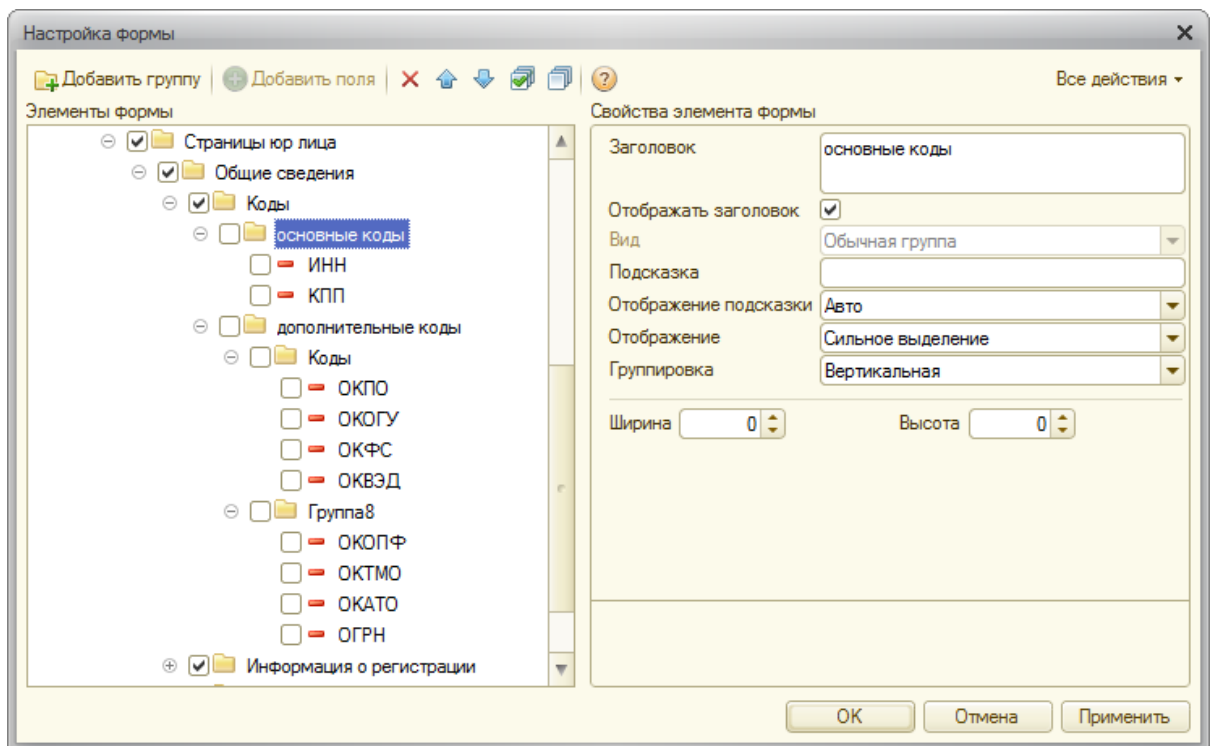 Настройка формы
Добавить группу Добавить поля Все действия
Элементы формы Свойства элемента формы
Страницы юр лица
Общие сведения
Коды
основные коды
ИНН
КПП
дополнительные коды
Коды
ОКПО
ОКОГУ
ОКФС
ОКВЭД
Группа8
ОКОПФ
ОКТМО
ОКАТО
ОГРН
Информация о регистрации
Заголовок основные коды
Отображать заголовок
Вид Обычная группа
Подсказка
Отображение подсказки Авто
Отображение Сильное выделение
Группировка Вертикальная
Ширина 0 Высота 0
OK Отмена Применить